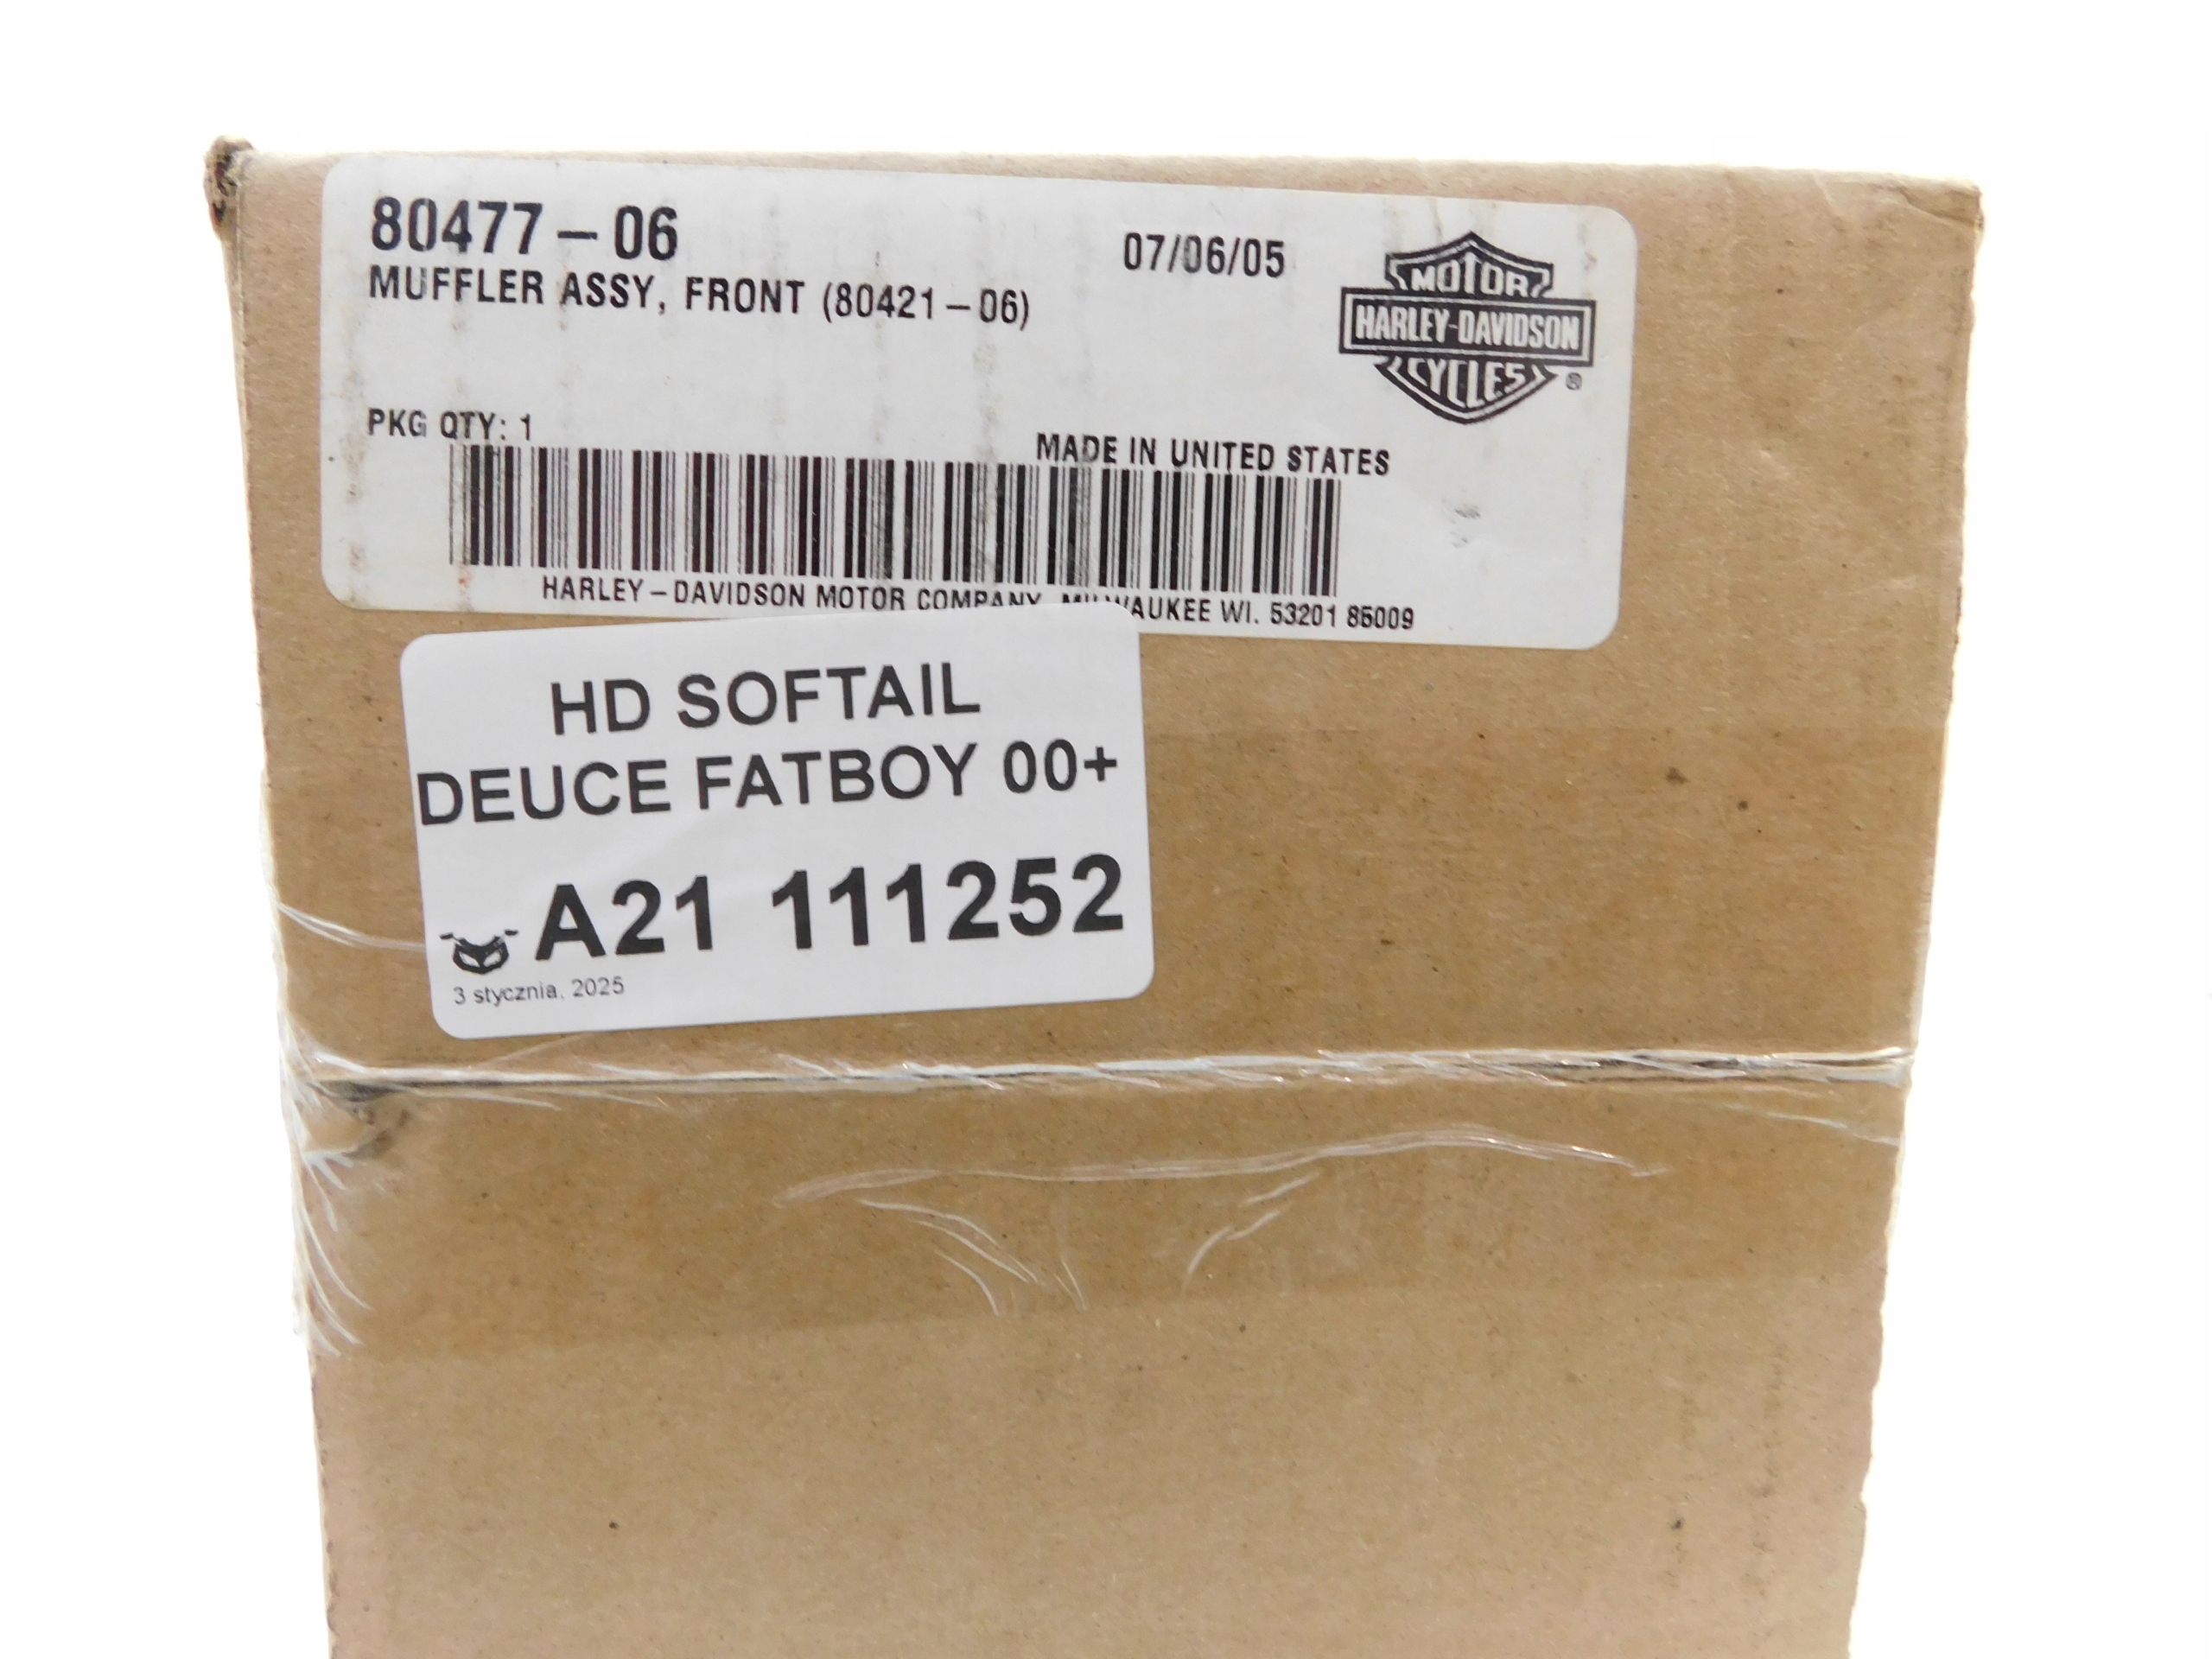 80477-06
07/06/05
MUFFLER ASSY, FRONT (80421-06)
MOTOR
HARLEY-DAVIDSON
CYCLES
®
PKG QTY: 1
MADE IN UNITED STATES
HARLEY-DAVIDSON MOTOR COMPANY, MILWAUKEE WI. 53201 85009
HD SOFTAIL
DEUCE FATBOY 00+
A21 111252
3 stycznia, 2025